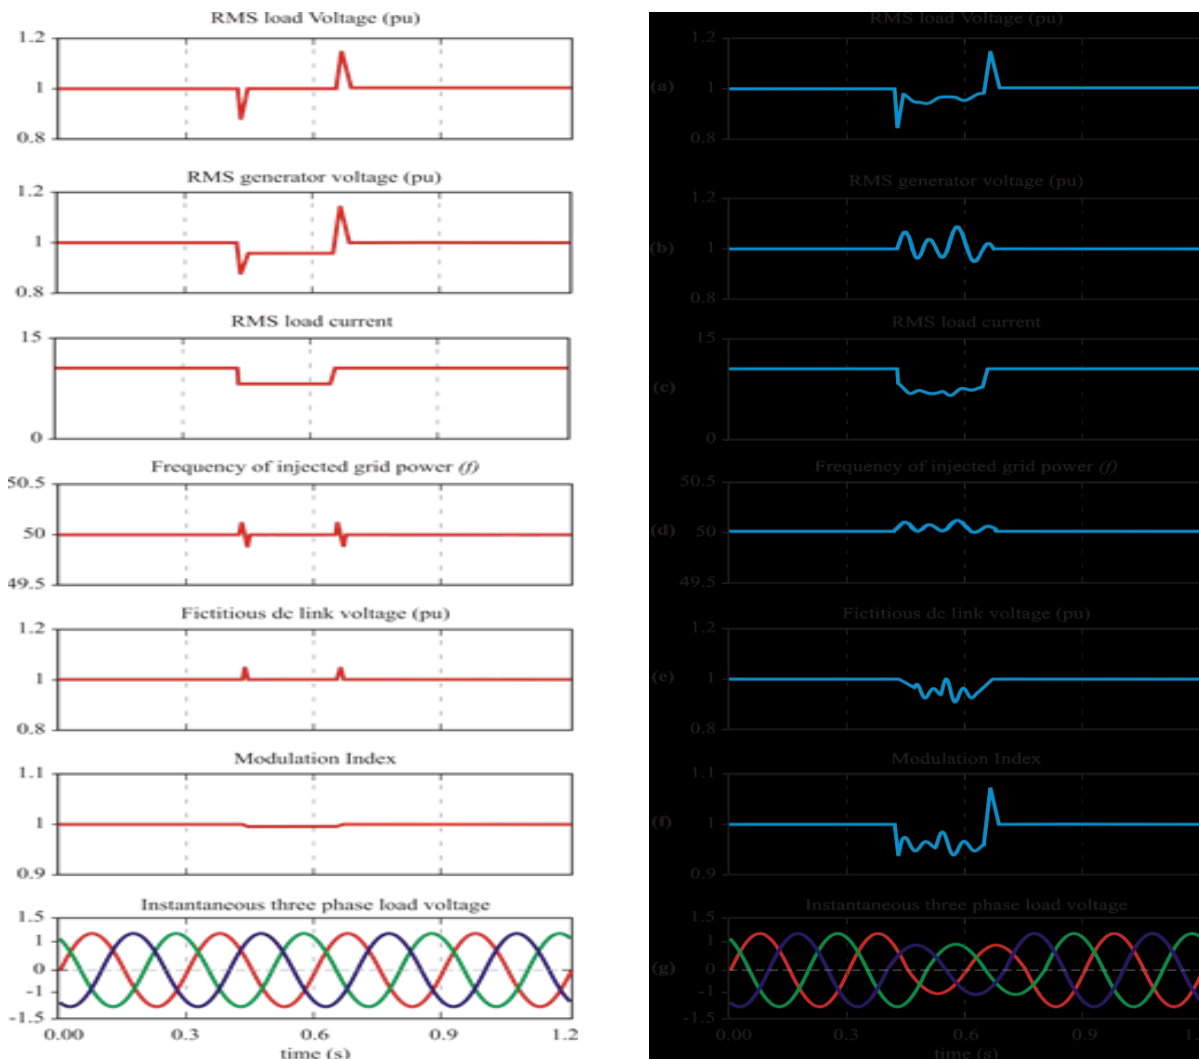 RMS load Voltage (pu)
1.2
1
0.8
RMS generator voltage (pu)
1.2
1
0.8
RMS load current
15
0
Frequency of injected grid power (f)
50.5
50
49.5
Fictitious dc link voltage (pu)
1.2
1
0.8
Modulation Index
1.1
1
0.9
Instantaneous three phase load voltage
1.5
1
0
-1
-1.5
0.00
0.3
0.6
0.9
1.2
time (s)
RMS load Voltage (pu)
1.2
(a)
1
0.8
RMS generator voltage (pu)
1.2
(b)
1
0.8
RMS load current
15
(c)
0
Frequency of injected grid power (f)
50.5
(d)
50
49.5
Fictitious dc link voltage (pu)
1.2
(e)
1
0.8
Modulation Index
1.1
(f)
1
0.9
Instantaneous three phase load voltage
1.5
1
(g)
0
-1
-1.5
0.00
0.3
0.6
0.9
1
time (s)